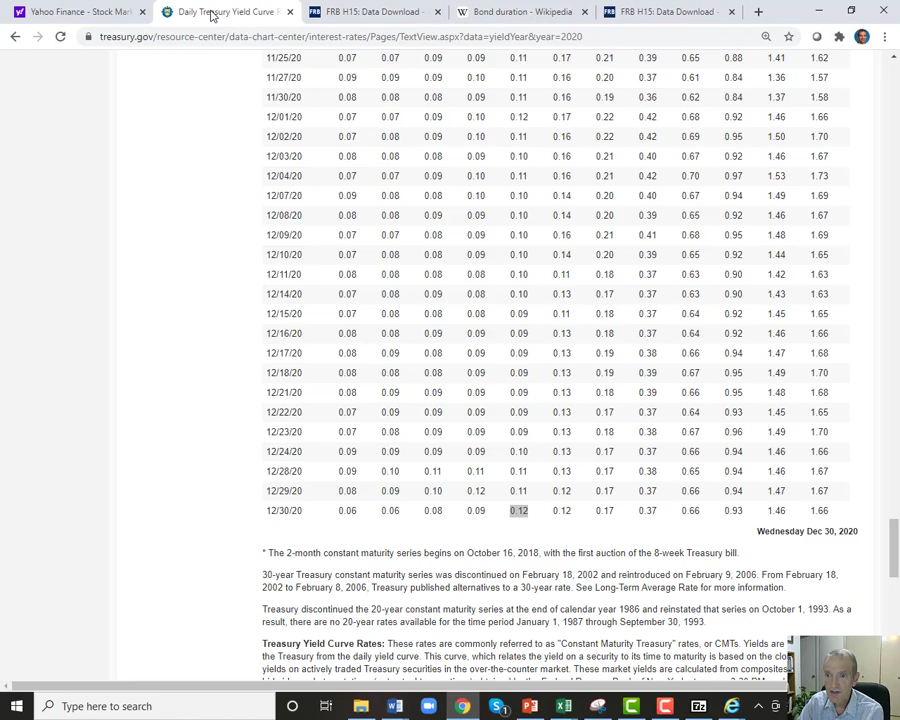 Yahoo Finance - Stock Mar
Daily Treasury Yield Curve
FRB H15: Data Download -
Bond duration - Wikipedia
FRB H15: Data Download -
treasury.gov/resource-center/data-chart-center/interest-rates/Pages/TextView.aspx?data=yieldYear&year=2020
11/25/20 0.07 0.07 0.09 0.09 0.11 0.17 0.21 0.39 0.65 0.88 1.41 1.62
11/27/20 0.09 0.09 0.09 0.10 0.11 0.16 0.20 0.37 0.61 0.84 1.36 1.57
11/30/20 0.08 0.08 0.08 0.09 0.11 0.16 0.19 0.36 0.62 0.84 1.37 1.58
12/01/20 0.07 0.07 0.09 0.10 0.12 0.17 0.22 0.42 0.68 0.92 1.46 1.66
12/02/20 0.07 0.08 0.09 0.10 0.11 0.16 0.22 0.42 0.69 0.95 1.50 1.70
12/03/20 0.08 0.08 0.08 0.09 0.10 0.16 0.21 0.40 0.67 0.92 1.46 1.67
12/04/20 0.07 0.07 0.08 0.09 0.10 0.16 0.21 0.42 0.70 0.97 1.53 1.73
12/07/20 0.09 0.08 0.08 0.10 0.10 0.14 0.20 0.40 0.67 0.94 1.49 1.69
12/08/20 0.08 0.08 0.09 0.09 0.10 0.14 0.20 0.39 0.65 0.92 1.46 1.67
12/09/20 0.07 0.07 0.08 0.09 0.10 0.16 0.21 0.41 0.68 0.95 1.48 1.69
12/10/20 0.07 0.08 0.08 0.09 0.10 0.14 0.20 0.39 0.65 0.92 1.44 1.65
12/11/20 0.08 0.08 0.08 0.09 0.10 0.11 0.18 0.37 0.63 0.90 1.42 1.63
12/14/20 0.07 0.08 0.09 0.08 0.10 0.13 0.17 0.37 0.63 0.90 1.43 1.63
12/15/20 0.07 0.08 0.09 0.08 0.09 0.11 0.18 0.37 0.64 0.92 1.45 1.65
12/16/20 0.08 0.08 0.08 0.09 0.09 0.13 0.18 0.37 0.64 0.92 1.46 1.66
12/17/20 0.08 0.09 0.08 0.09 0.09 0.13 0.19 0.38 0.66 0.94 1.47 1.68
12/18/20 0.08 0.08 0.08 0.09 0.09 0.13 0.19 0.39 0.67 0.95 1.49 1.70
12/21/20 0.08 0.09 0.09 0.09 0.09 0.13 0.18 0.39 0.66 0.95 1.48 1.68
12/22/20 0.07 0.09 0.09 0.09 0.09 0.13 0.17 0.37 0.64 0.93 1.45 1.65
12/23/20 0.07 0.08 0.09 0.09 0.09 0.13 0.18 0.38 0.67 0.96 1.49 1.70
12/24/20 0.09 0.09 0.09 0.09 0.10 0.13 0.17 0.37 0.66 0.94 1.46 1.66
12/28/20 0.09 0.10 0.11 0.11 0.11 0.13 0.17 0.38 0.65 0.94 1.46 1.67
12/29/20 0.08 0.09 0.10 0.12 0.11 0.12 0.17 0.37 0.66 0.94 1.47 1.67
12/30/20 0.06 0.06 0.08 0.09 0.12 0.12 0.17 0.37 0.66 0.93 1.46 1.66
Wednesday Dec 30, 2020
* The 2-month constant maturity series begins on October 16, 2018, with the first auction of the 8-week Treasury bill.
30-year Treasury constant maturity series was discontinued on February 18, 2002 and reintroduced on February 9, 2006. From February 18,
2002 to February 8, 2006, Treasury published alternatives to a 30-year rate. See Long-Term Average Rate for more information.
Treasury discontinued the 20-year constant maturity series at the end of calendar year 1986 and reinstated that series on October 1, 1993. As a
result, there are no 20-year rates available for the time period January 1, 1987 through September 30, 1993.
Treasury Yield Curve Rates: These rates are commonly referred to as "Constant Maturity Treasury" rates, or CMTs. Yields are
the Treasury from the daily yield curve. This curve, which relates the yield on a security to its time to maturity is based on the clo
yields on actively traded Treasury securities in the over-the-counter market. These market yields are calculated from composites
Type here to search